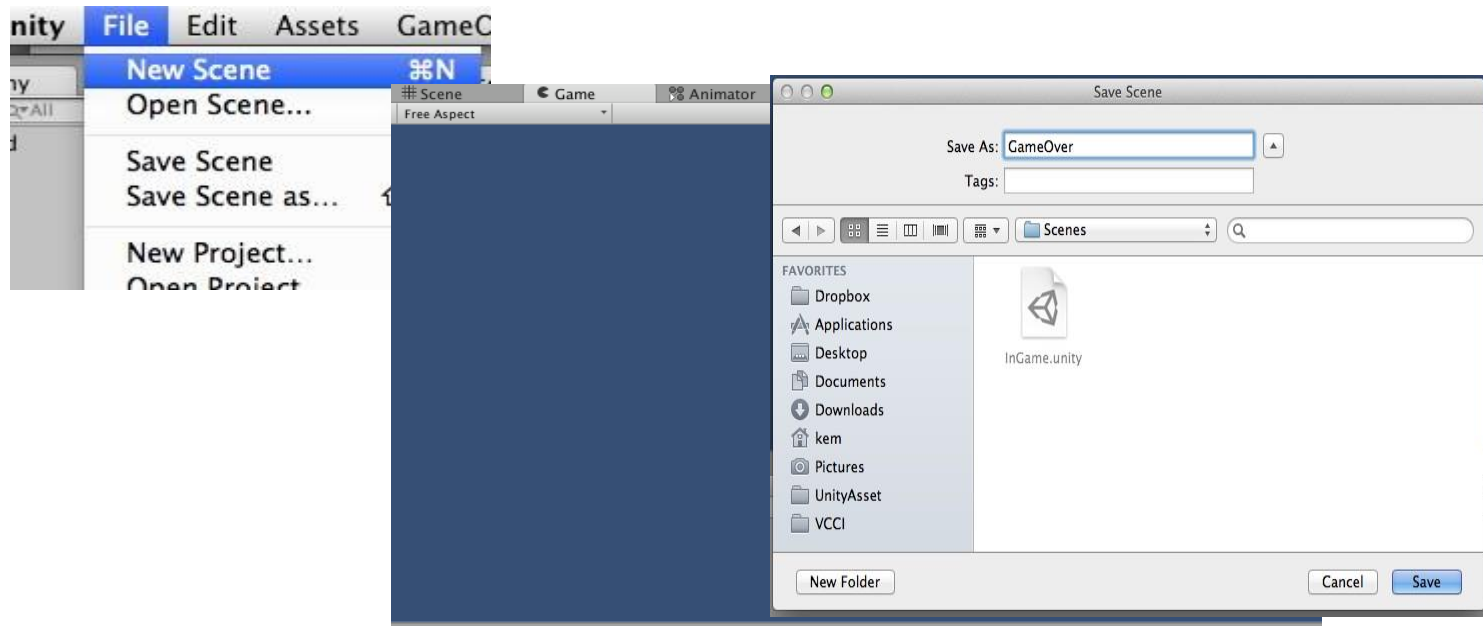 nity File Edit Assets GameO
New Scene ⌘N
Open Scene...
Save Scene
Save Scene as...
New Project...
Open Project
All
# Scene Game Animator
Free Aspect
Save Scene
Save As: GameOver
Tags:
Scenes
FAVORITES
Dropbox
Applications
Desktop
Documents
Downloads
kem
Pictures
UnityAsset
VCCI
InGame.unity
New Folder Cancel Save